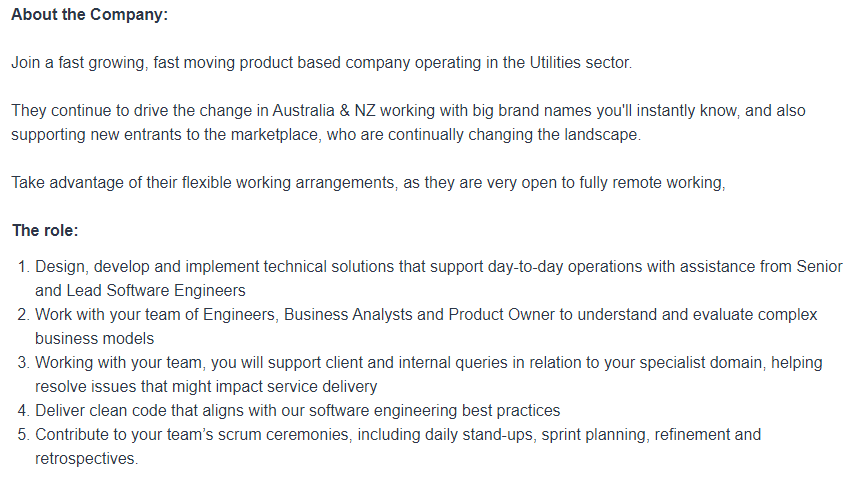 About the Company:
Join a fast growing, fast moving product based company operating in the Utilities sector.
They continue to drive the change in Australia & NZ working with big brand names you'll instantly know, and also
supporting new entrants to the marketplace, who are continually changing the landscape.
Take advantage of their flexible working arrangements, as they are very open to fully remote working,
The role:
1. Design, develop and implement technical solutions that support day-to-day operations with assistance from Senior
and Lead Software Engineers
2. Work with your team of Engineers, Business Analysts and Product Owner to understand and evaluate complex
business models
3. Working with your team, you will support client and internal queries in relation to your specialist domain, helping
resolve issues that might impact service delivery
4. Deliver clean code that aligns with our software engineering best practices
5. Contribute to your team’s scrum ceremonies, including daily stand-ups, sprint planning, refinement and
retrospectives.